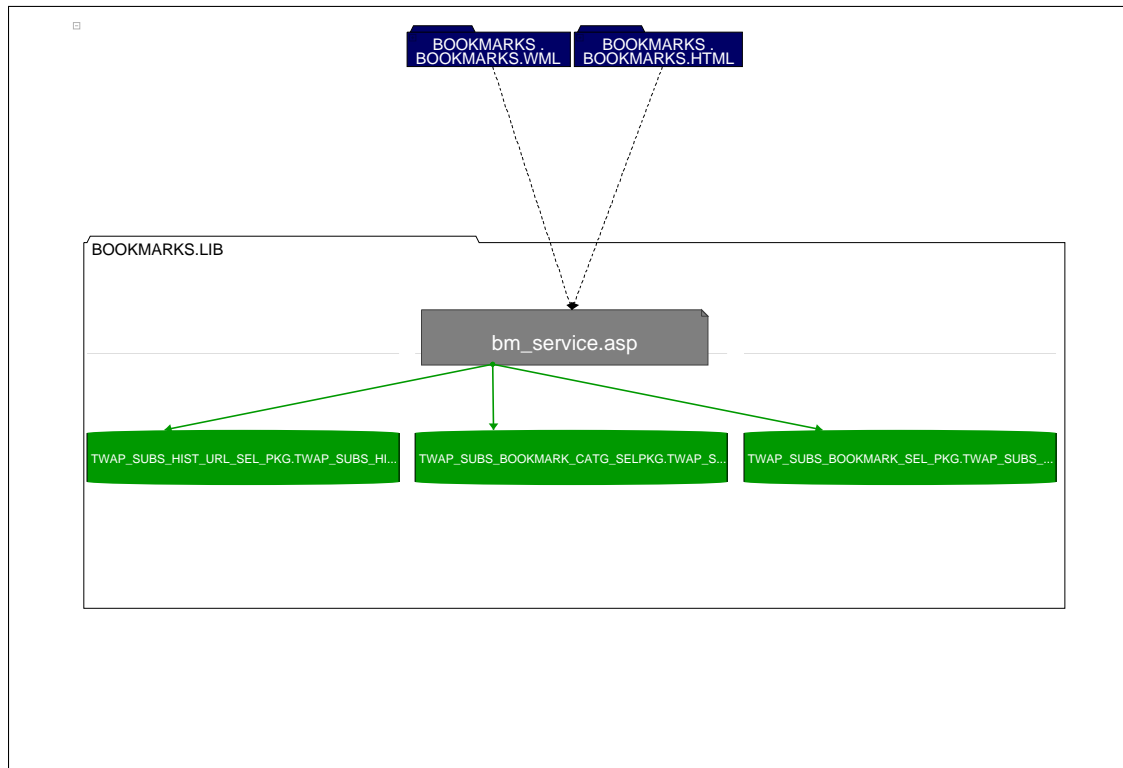 BOOKMARKS .
BOOKMARKS.WML
BOOKMARKS .
BOOKMARKS.HTML
BOOKMARKS.LIB
bm_service.asp
TWAP_SUBS_HIST_URL_SEL_PKG.TWAP_SUBS_HI...
TWAP_SUBS_BOOKMARK_CATG_SELPKG.TWAP_S...
TWAP_SUBS_BOOKMARK_SEL_PKG.TWAP_SUBS_...